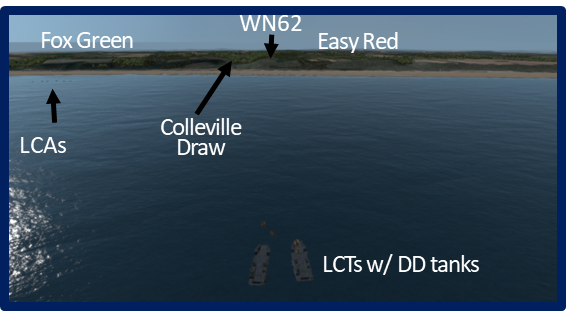 WN62
Fox Green
Easy Red
Colleville
Draw
LCAs
LCTs w/ DD tanks